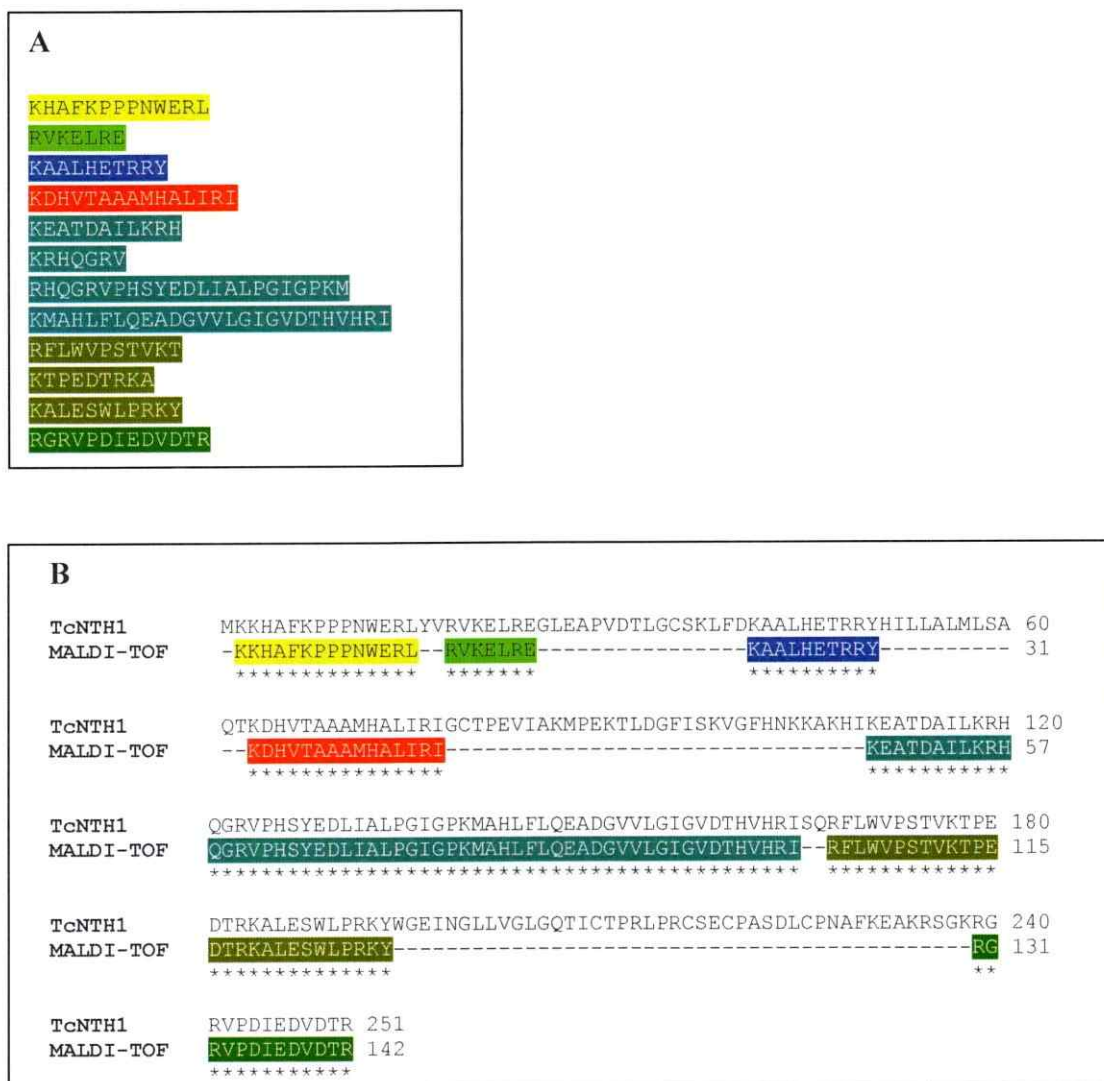 A
KHAFKPPPNWERL
RVKELRE
KAALHETRRY
KDHVTAAAMHALIRI
KEATDAILKRH
KRHQGRV
RHQGRVPHSYEDLIALPGIGPKM
KMAHLFLQEADGVVLGIGVDTHVHRI
RFLWVPSTVKT
KTPEDTRKA
KALESWLPRKY
RGRVPDIEDVDTR
B
TcNTH1 MKKHAFKPPPNWERLYVRVKELREGLEAPVDTLGCSKLFDKAALHETRRYHILLALMLSA 60
MALDI-TOF -KKHAFKPPPNWERL--RVKELRE----------------KAALHETRRY---------- 31
************** ******* **********
TcNTH1 QTKDHVTAAAMHALIRIGCTPEVIAKMPEKTLDGFISKVGFHNKKAKHIKEATDAILKRH 120
MALDI-TOF --KDHVTAAAMHALIRI--------------------------------KEATDAILKRH 57
*************** ***********
TcNTH1 QGRVPHSYEDLIALPGIGPKMAHLFLQEADGVVLGIGVDTHVHRISQRFLWVPSTVKTPE 180
MALDI-TOF QGRVPHSYEDLIALPGIGPKMAHLFLQEADGVVLGIGVDTHVHRI--RFLWVPSTVKTPE 115
********************************************* *************
TcNTH1 DTRKALESWLPRKYWGEINGLLVGLGQTICTPRLPRCSECPASDLCPNAFKEAKRSGKRG 240
MALDI-TOF DTRKALESWLPRKY--------------------------------------------RG 131
************** **
TcNTH1 RVPDIEDVDTR 251
MALDI-TOF RVPDIEDVDTR 142
***********